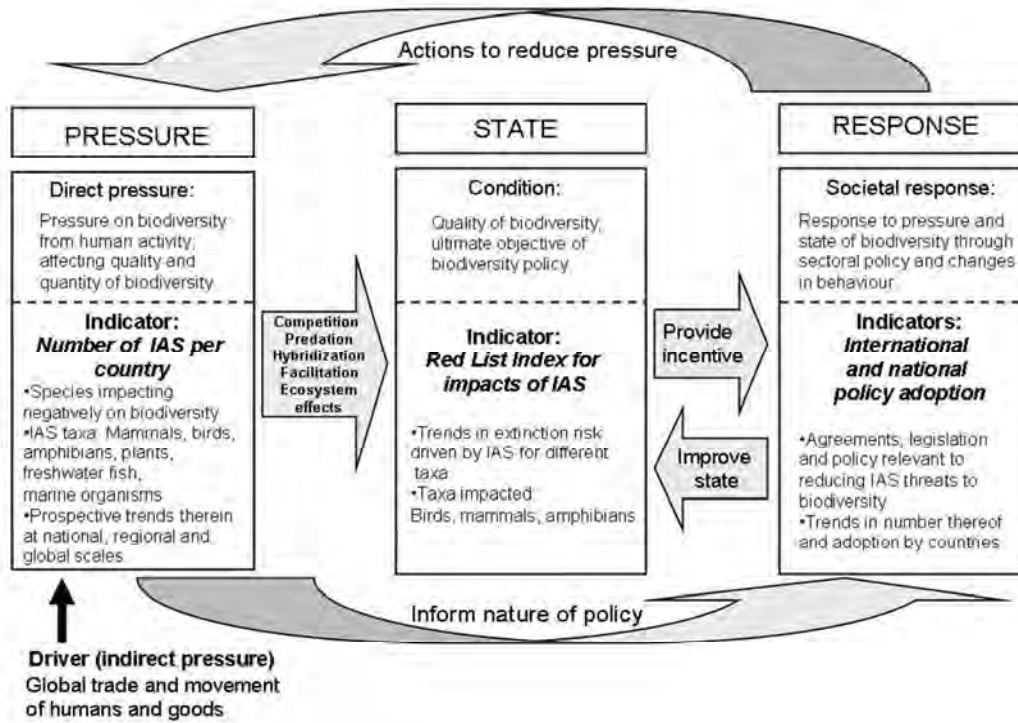 Actions to reduce pressure
PRESSURE
Direct pressure:
Pressure on biodiversity
from human activity,
affecting quality and
quantity of biodiversity
Indicator:
Number of IAS per
country
•Species impacting
negatively on biodiversity
•IAS taxa: Mammals, birds,
amphibians, plants,
freshwater fish,
marine organisms
•Prospective trends therein
at national, regional and
global scales
Competition
Predation
Hybridization
Facilitation
Ecosystem
effects
STATE
Condition:
Quality of biodiversity,
ultimate objective of
biodiversity policy
Indicator:
Red List Index for
impacts of IAS
•Trends in extinction risk
driven by IAS for different
taxa
•Taxa impacted:
Birds, mammals, amphibians
Provide
incentive
Improve
state
RESPONSE
Societal response:
Response to pressure and
state of biodiversity through
sectoral policy and changes
in behaviour
Indicators:
International
and national
policy adoption
•Agreements, legislation
and policy relevant to
reducing IAS threats to
biodiversity
•Trends in number thereof
and adoption by countries
Inform nature of policy
Driver (indirect pressure)
Global trade and movement
of humans and goods